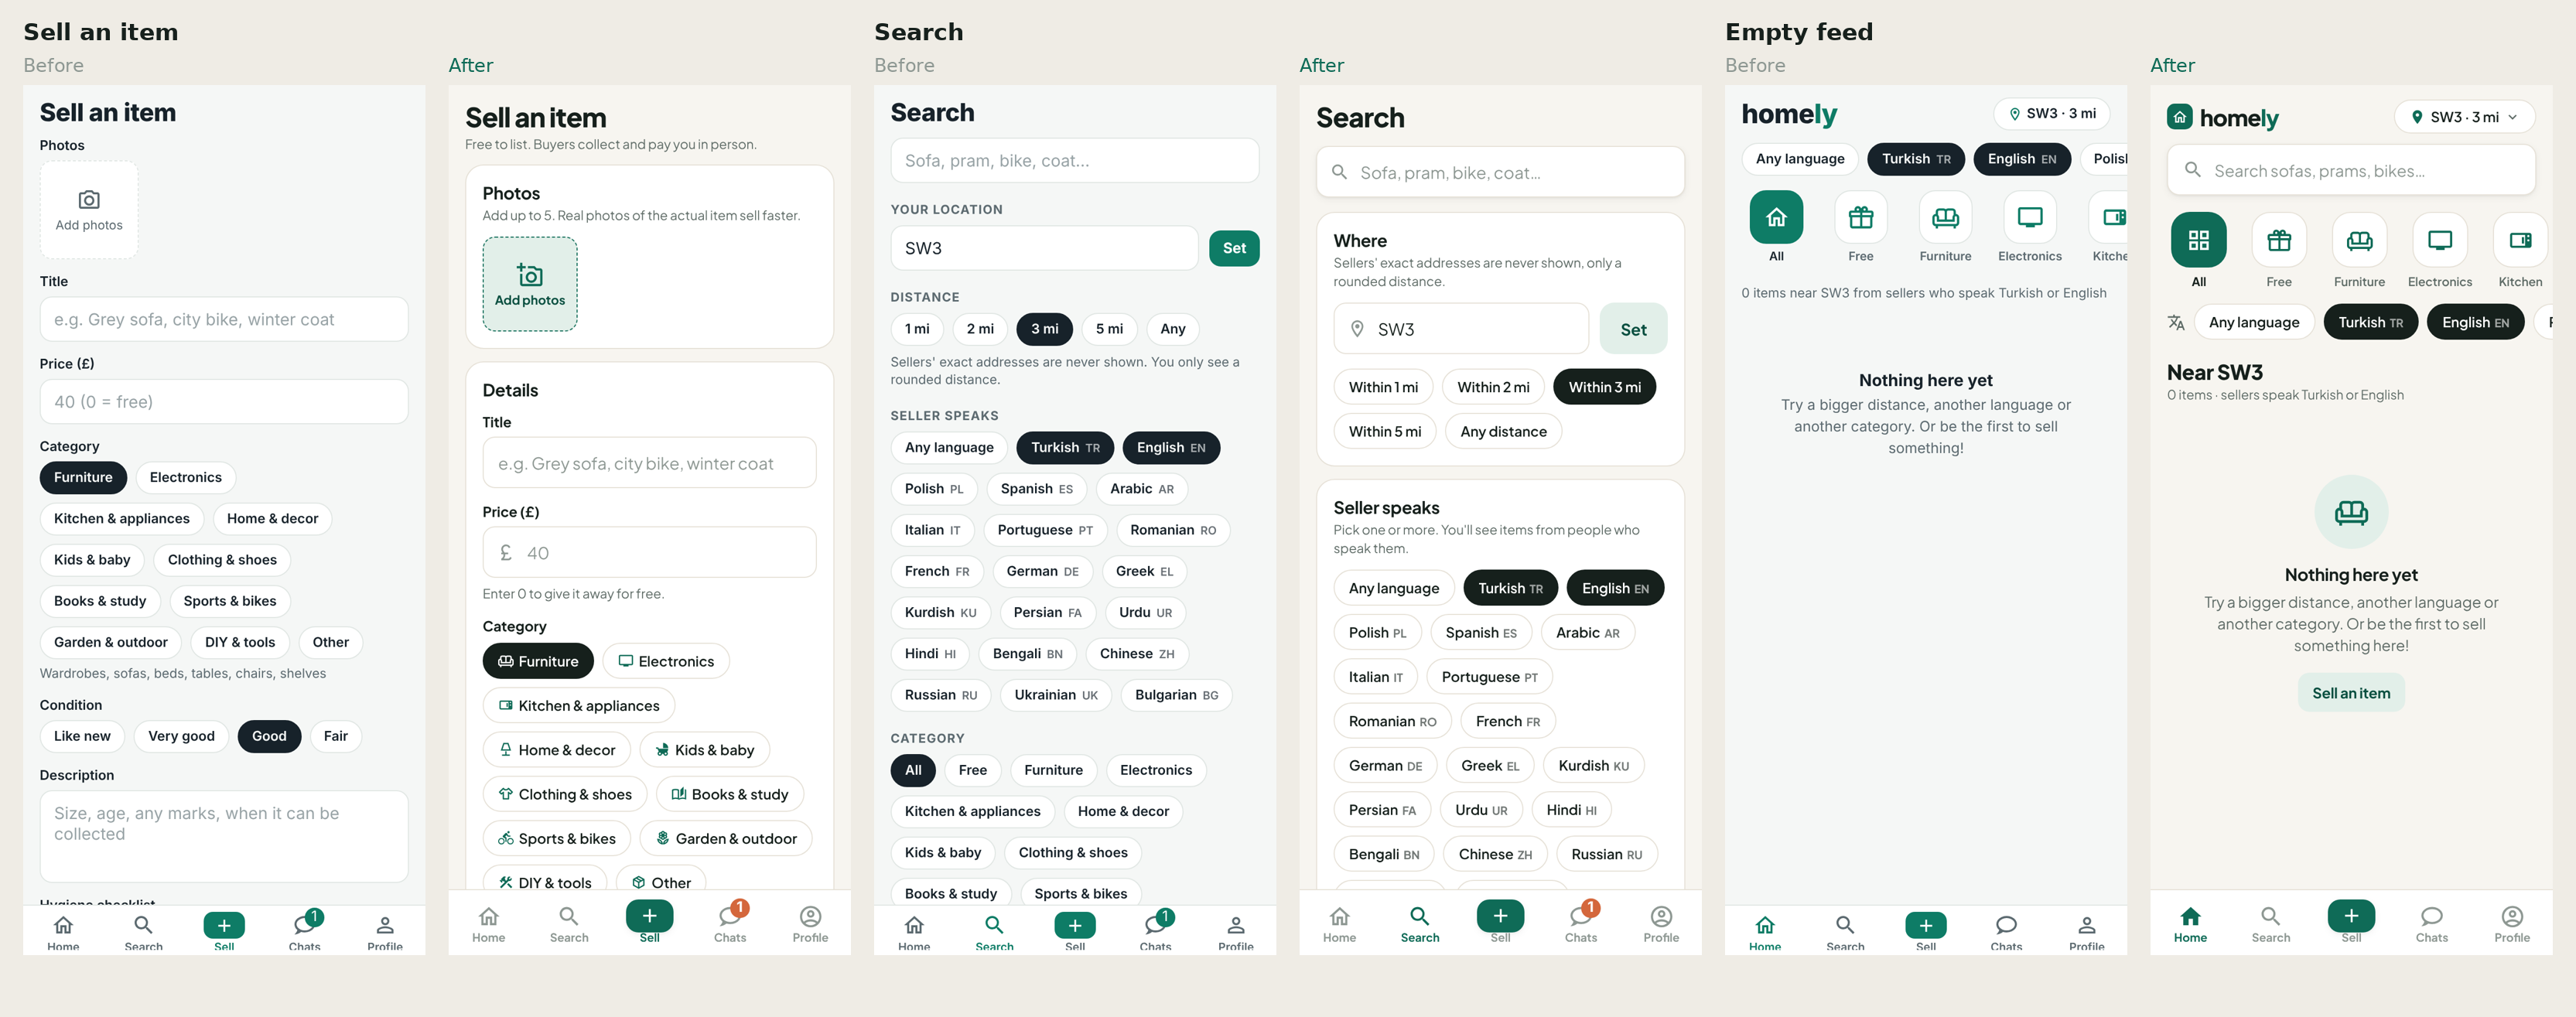 Sell an item
Before
Sell an item
Photos
Add photos
Title
e.g. Grey sofa, city bike, winter coat
Price (£)
40 (0 = free)
Category
Furniture Electronics
Kitchen & appliances Home & decor
Kids & baby Clothing & shoes
Books & study Sports & bikes
Garden & outdoor DIY & tools Other
Wardrobes, sofas, beds, tables, chairs, shelves
Condition
Like new Very good Good Fair
Description
Size, age, any marks, when it can be
collected
Hygiene checklist
1
Home Search Sell Chats Profile
After
Sell an item
Free to list. Buyers collect and pay you in person.
Photos
Add up to 5. Real photos of the actual item sell faster.
Add photos
Details
Title
e.g. Grey sofa, city bike, winter coat
Price (£)
£ 40
Enter 0 to give it away for free.
Category
Furniture Electronics
Kitchen & appliances
Home & decor Kids & baby
Clothing & shoes Books & study
Sports & bikes Garden & outdoor
DIY & tools Other
1
Home Search Sell Chats Profile
Search
Before
Search
Sofa, pram, bike, coat...
YOUR LOCATION
SW3 Set
DISTANCE
1 mi 2 mi 3 mi 5 mi Any
Sellers' exact addresses are never shown. You only see a
rounded distance.
SELLER SPEAKS
Any language Turkish TR English EN
Polish PL Spanish ES Arabic AR
Italian IT Portuguese PT Romanian RO
French FR German DE Greek EL
Kurdish KU Persian FA Urdu UR
Hindi HI Bengali BN Chinese ZH
Russian RU Ukrainian UK Bulgarian BG
CATEGORY
All Free Furniture Electronics
Kitchen & appliances Home & decor
Kids & baby Clothing & shoes
Books & study Sports & bikes
1
Home Search Sell Chats Profile
After
Search
Sofa, pram, bike, coat...
Where
Sellers' exact addresses are never shown, only a
rounded distance.
SW3 Set
Within 1 mi Within 2 mi Within 3 mi
Within 5 mi Any distance
Seller speaks
Pick one or more. You'll see items from people who
speak them.
Any language Turkish TR English EN
Polish PL Spanish ES Arabic AR
Italian IT Portuguese PT
Romanian RO French FR
German DE Greek EL Kurdish KU
Persian FA Urdu UR Hindi HI
Bengali BN Chinese ZH Russian RU
1
Home Search Sell Chats Profile
Empty feed
Before
homely SW3 · 3 mi
Any language Turkish TR English EN Polish
All Free Furniture Electronics Kitche
0 items near SW3 from sellers who speak Turkish or English
Nothing here yet
Try a bigger distance, another language or
another category. Or be the first to sell
something!
Home Search Sell Chats Profile
After
homely SW3 · 3 mi
Search sofas, prams, bikes...
All Free Furniture Electronics Kitchen
Any language Turkish TR English EN
Near SW3
0 items · sellers speak Turkish or English
Nothing here yet
Try a bigger distance, another language or
another category. Or be the first to sell
something here!
Sell an item
Home Search Sell Chats Profile